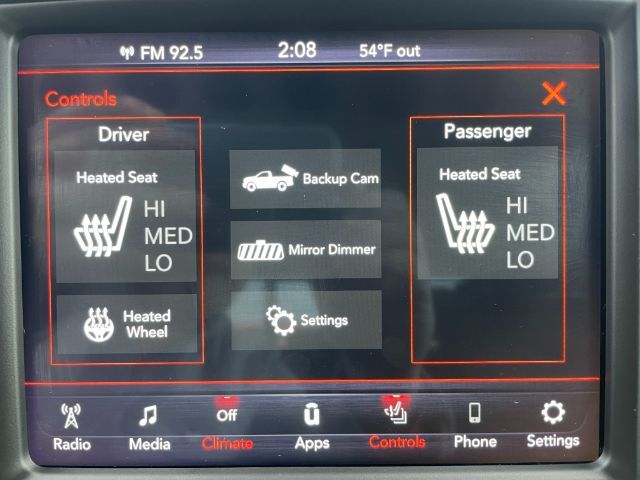 FM 92.5 2:08 54°F out
Controls X
Driver
Heated Seat
HI
MED
LO
Heated
Wheel
Backup Cam
Mirror Dimmer
Settings
Passenger
Heated Seat
HI
MED
LO
Off
Radio Media Climate Apps Controls Phone Settings